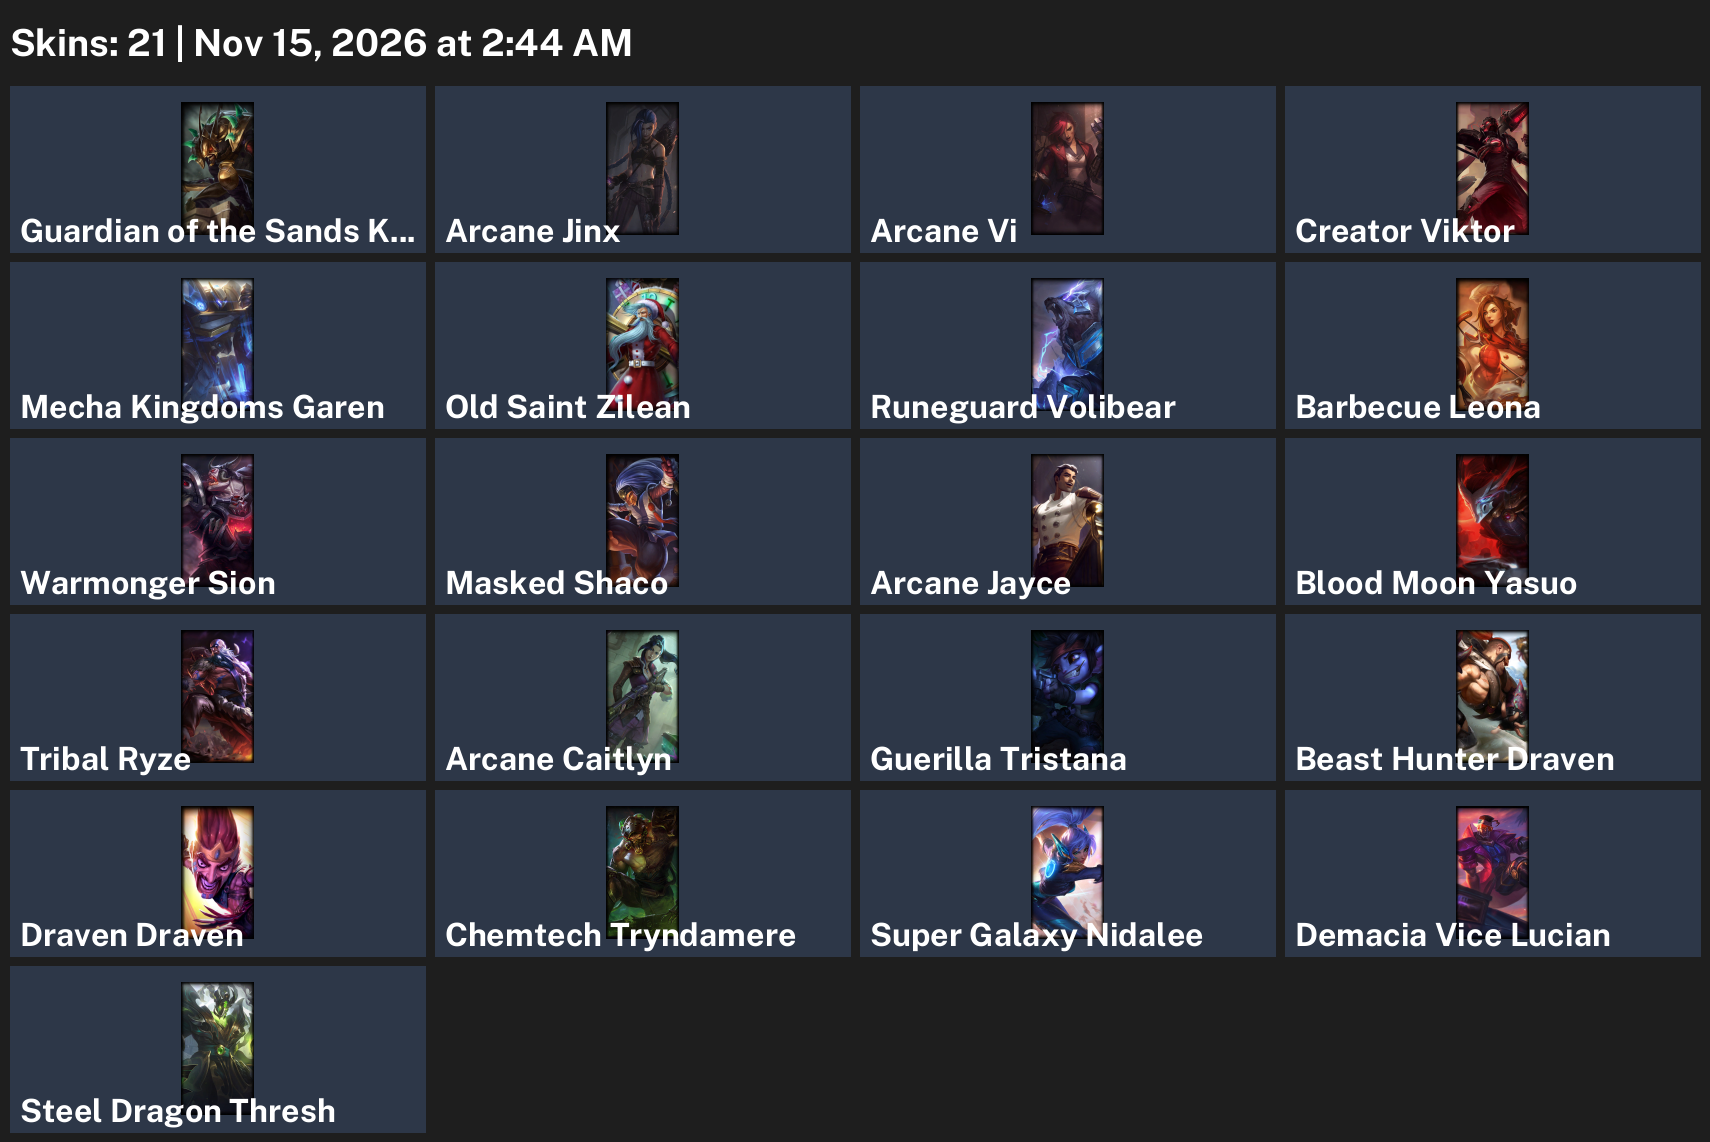 Skins: 21 | Nov 15, 2026 at 2:44 AM
Guardian of the Sands K...
Arcane Jinx
Arcane Vi
Creator Viktor
Mecha Kingdoms Garen
Old Saint Zilean
Runeguard Volibear
Barbecue Leona
Warmonger Sion
Masked Shaco
Arcane Jayce
Blood Moon Yasuo
Tribal Ryze
Arcane Caitlyn
Guerilla Tristana
Beast Hunter Draven
Draven Draven
Chemtech Tryndamere
Super Galaxy Nidalee
Demacia Vice Lucian
Steel Dragon Thresh